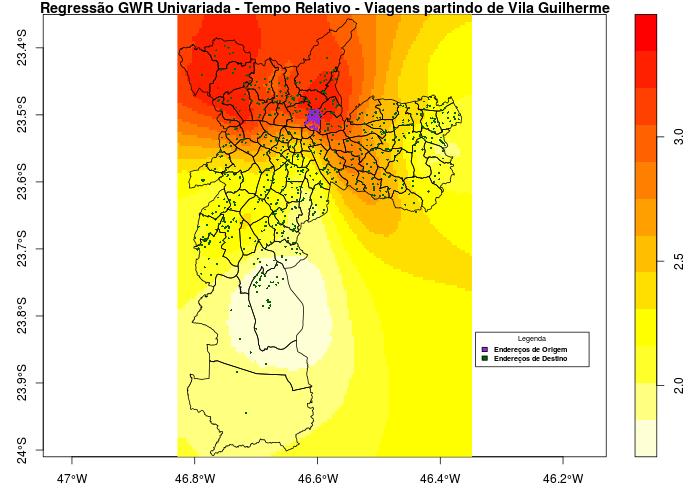 Regressão GWR Univariada - Tempo Relativo - Viagens partindo de Vila Guilherme
23.4°S
23.5°S
23.6°S
23.7°S
23.8°S
23.9°S
24°S
47°W
46.8°W
46.6°W
46.4°W
46.2°W
3.0
2.5
2.0
Legenda
Endereços de Origem
Endereços de Destino